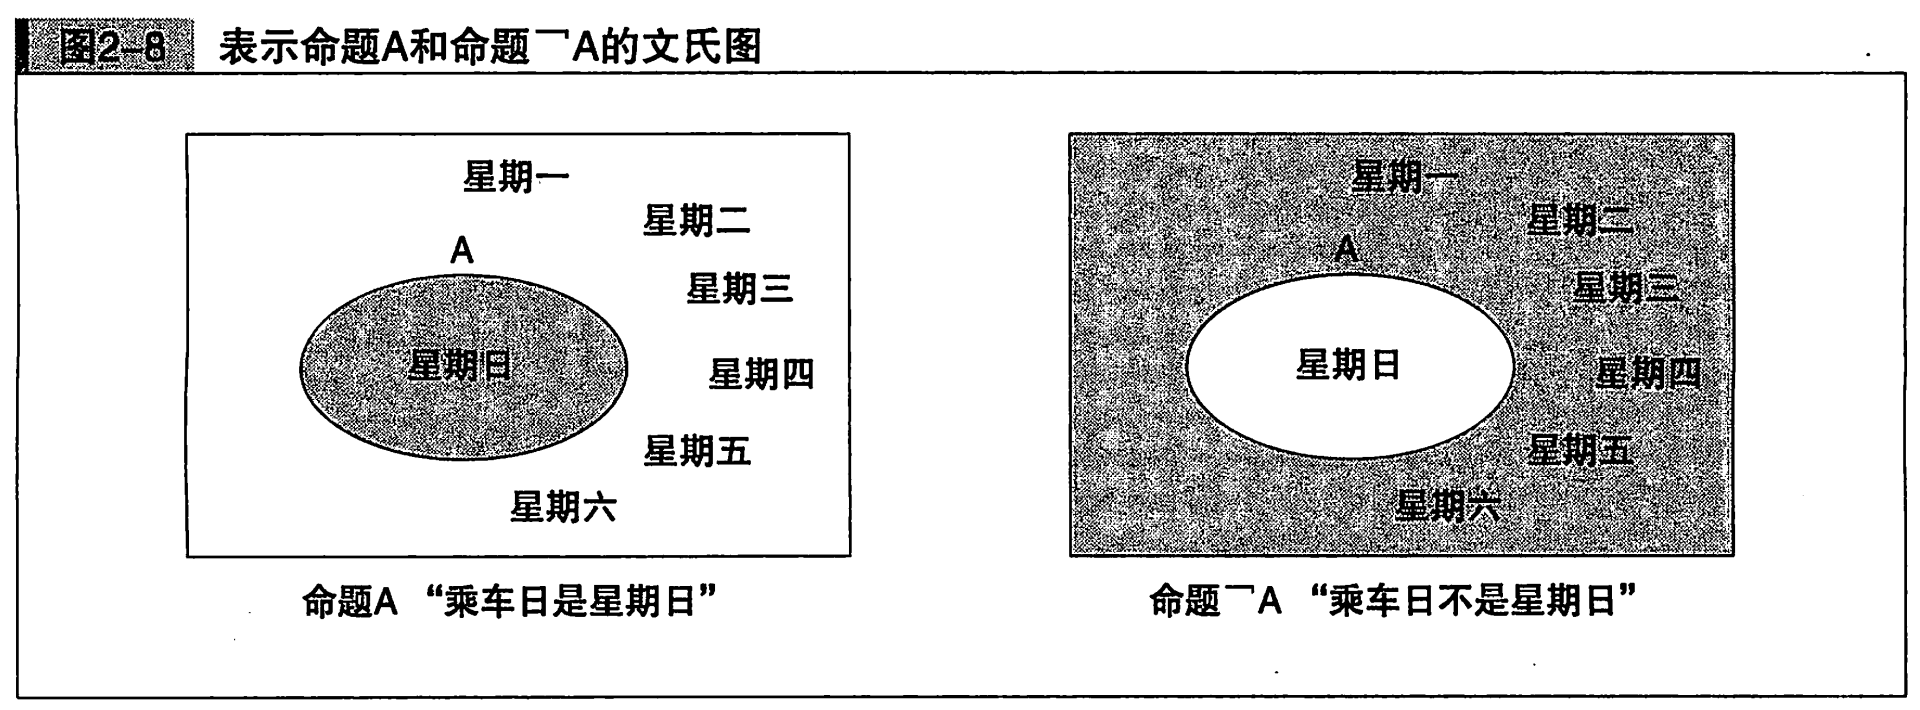 图2-8 表示命题A和命题￢A的文氏图
星期一
星期二
A
星期三
星期日
星期四
星期五
星期六
命题A “乘车日是星期日”
星期一
星期二
A
星期三
星期日
星期四
星期五
星期六
命题￢A “乘车日不是星期日”